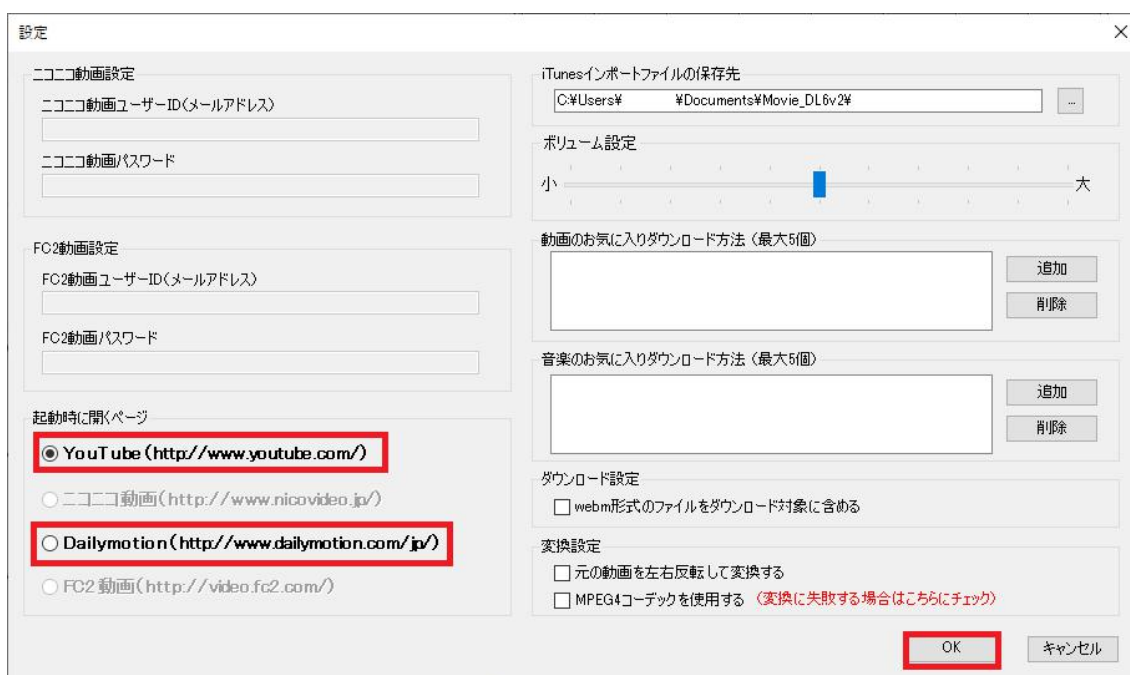 設定
ニコニコ動画設定
ニコニコ動画ユーザーID(メールアドレス)
ニコニコ動画パスワード
FC2動画設定
FC2動画ユーザーID(メールアドレス)
FC2動画パスワード
起動時に開くページ
YouTube(http://www.youtube.com/)
ニコニコ動画(http://www.nicovideo.jp/)
Dailymotion(http://www.dailymotion.com/jp/)
FC2動画(http://video.fc2.com/)
iTunesインポートファイルの保存先
C:¥Users¥ ¥Documents¥Movie_DL6v2¥
...
ボリューム設定
小 大
動画のお気に入りダウンロード方法(最大5個)
追加
削除
音楽のお気に入りダウンロード方法(最大5個)
追加
削除
ダウンロード設定
webm形式のファイルをダウンロード対象に含める
変換設定
元の動画を左右反転して変換する
MPEG4コーデックを使用する (変換に失敗する場合はこちらにチェック)
OK キャンセル